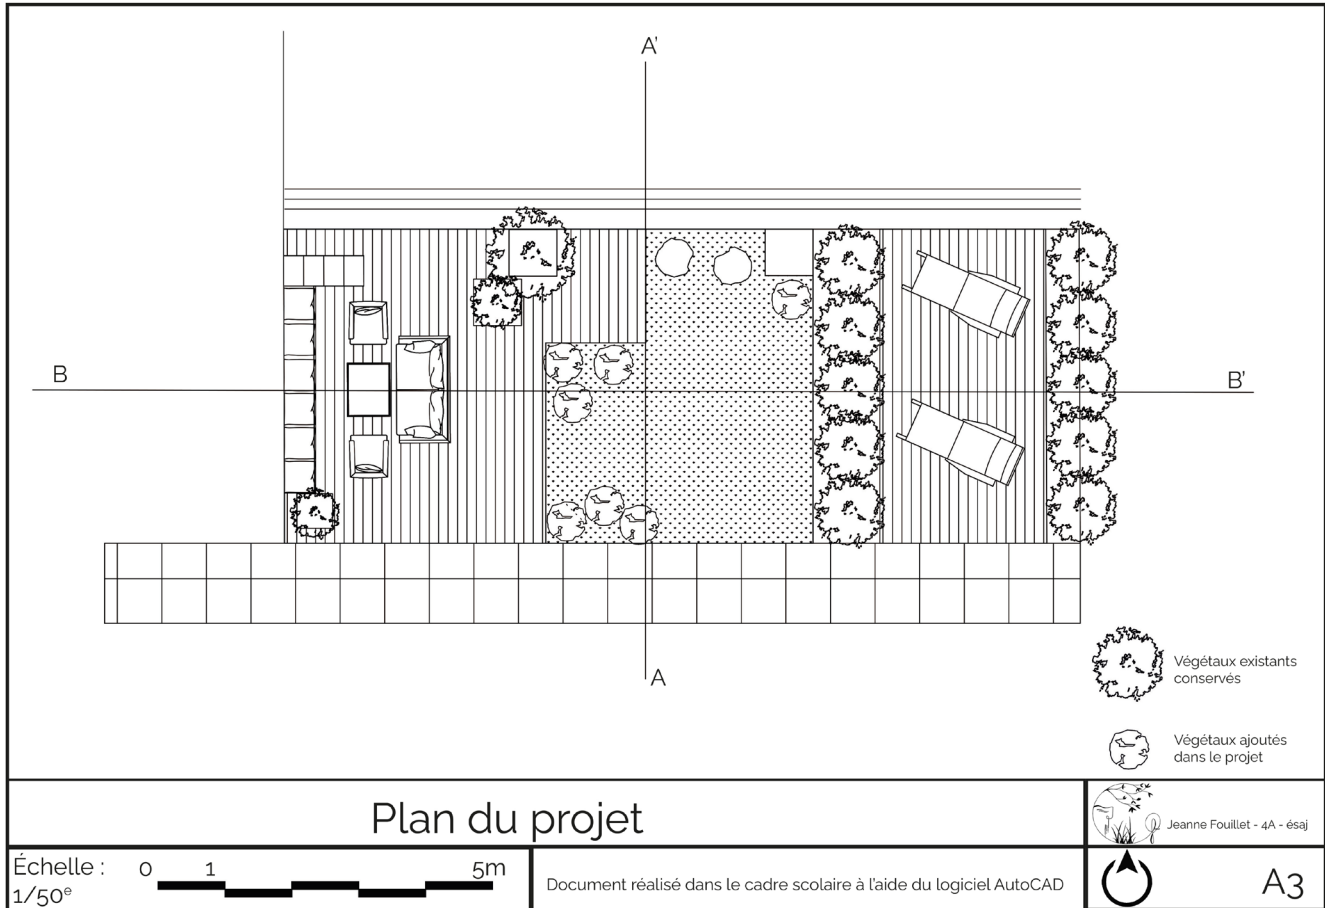 A'
B
B'
A
Végétaux existants
conservés
Végétaux ajoutés
dans le projet
Plan du projet
Jeanne Fouillet - 4A - ésaj
Échelle :
1/50e
0 1 5m
Document réalisé dans le cadre scolaire à l'aide du logiciel AutoCAD
A3